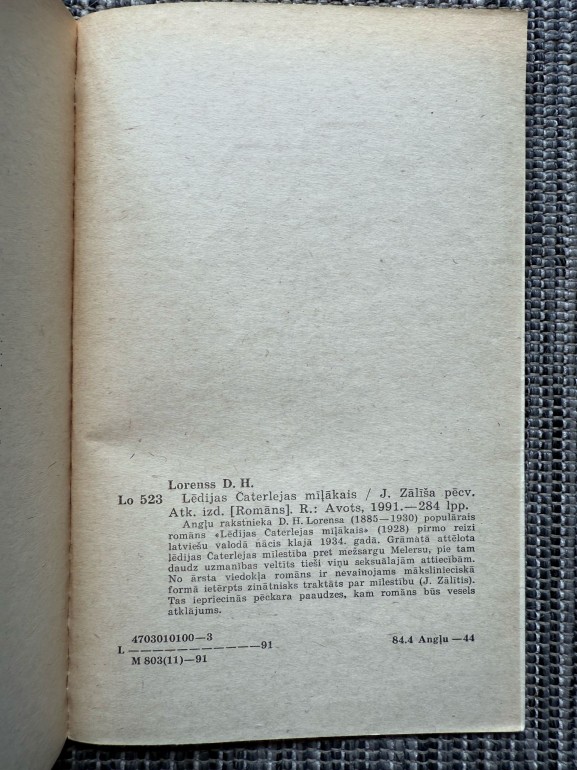 Lorenss D. H.
Lo 523 Lēdijas Čaterlejas mīļākais / J. Zālīša pēcv.
Atk. izd. [Romāns]. R.: Avots, 1991.—284 lpp.
Angļu rakstnieka D. H. Lorensa (1885—1930) populārais
romāns «Lēdijas Čaterlejas mīļākais» (1928) pirmo reizi
latviešu valodā nācis klajā 1934. gadā. Grāmatā attēlota
lēdijas Čaterlejas mīlestība pret mežsargu Melersu, pie tam
daudz uzmanības veltīts tieši viņu seksuālajām attiecībām.
No ārsta viedokļa romāns ir nevainojams mākslinieciskā
formā ietērpts zinātnisks traktāts par mīlestību (J. Zālītis).
Tas iepriecinās pēckara paaudzes, kam romāns būs vesels
atklājums.
4703010100—3
L ——————————91 84.4 Angļu—44
M 803(11)—91